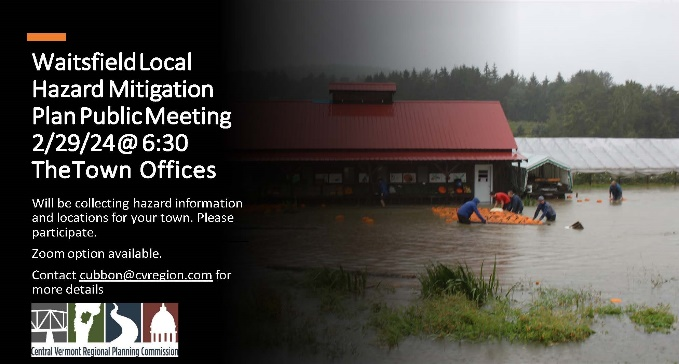 Waitsfield Local
Hazard Mitigation
Plan Public Meeting
2/29/24@ 6:30
The Town Offices
Will be collecting hazard information
and locations for your town. Please
participate.
Zoom option available.
Contact cubbon@cvregion.com for
more details
Central Vermont Regional Planning Commission